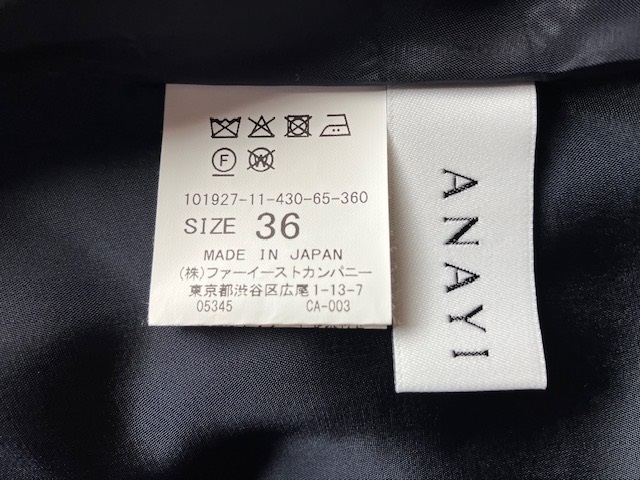 F
W
101927-11-430-65-360
SIZE 36
MADE IN JAPAN
(株)ファーイーストカンパニー
東京都渋谷区広尾1-13-7
05345 CA-003
ANAYI